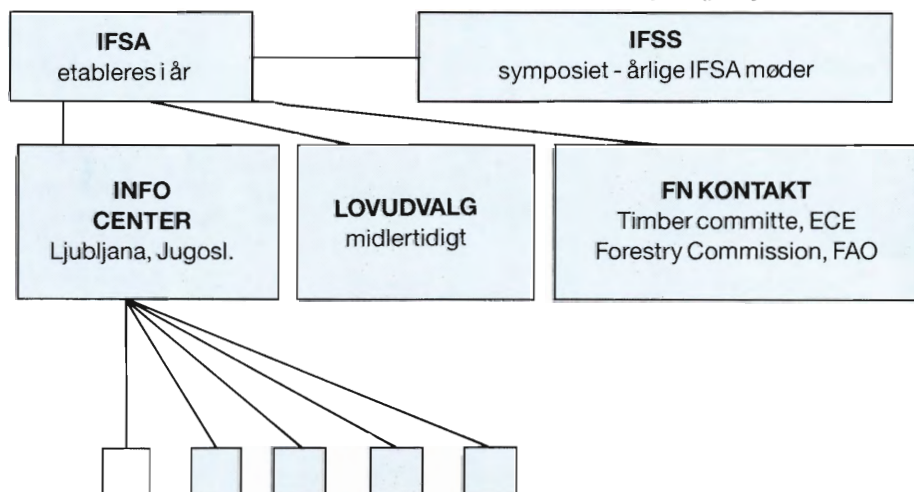 IFSA
etableres i år
IFSS
symposiet - årlige IFSA møder
INFO
CENTER
Ljubljana, Jugosl.
LOVUDVALG
midlertidigt
FN KONTAKT
Timber committe, ECE
Forestry Commission, FAO